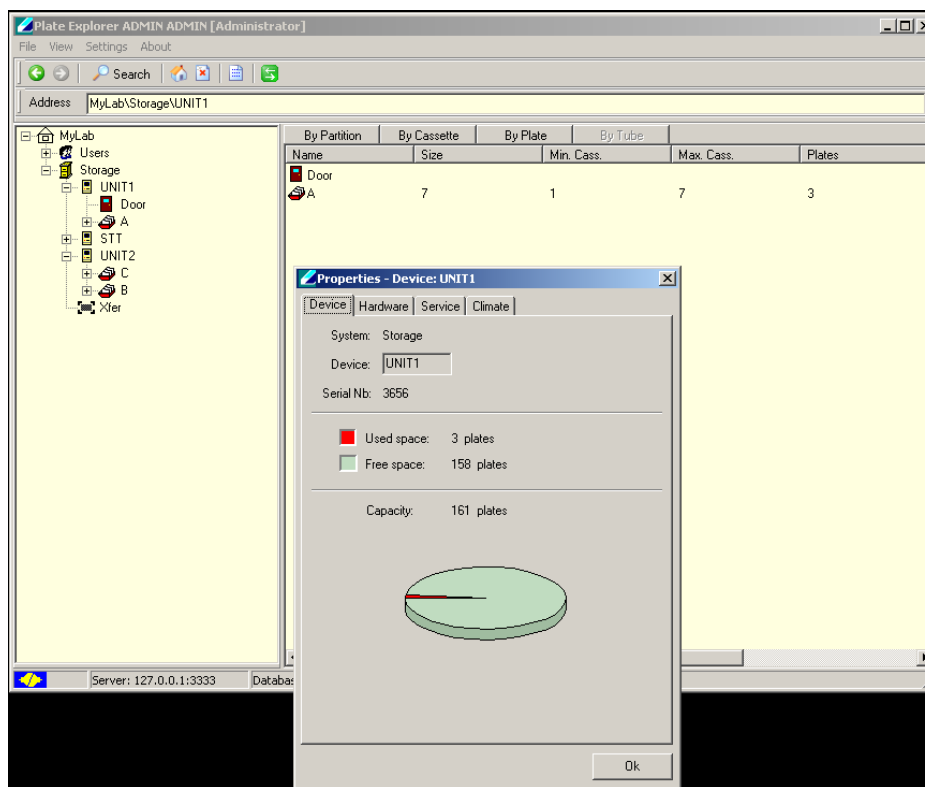 Plate Explorer ADMIN ADMIN [Administrator]
File View Settings About
Search
Address MyLab\Storage\UNIT1
MyLab
Users
Storage
UNIT1
Door
A
STT
UNIT2
C
B
Xfer
By Partition By Cassette By Plate By Tube
Name Size Min. Cass. Max. Cass. Plates
Door
A 7 1 7 3
Properties - Device: UNIT1
Device Hardware Service Climate
System: Storage
Device: UNIT1
Serial Nb: 3656
Used space: 3 plates
Free space: 158 plates
Capacity: 161 plates
Ok
Server: 127.0.0.1:3333